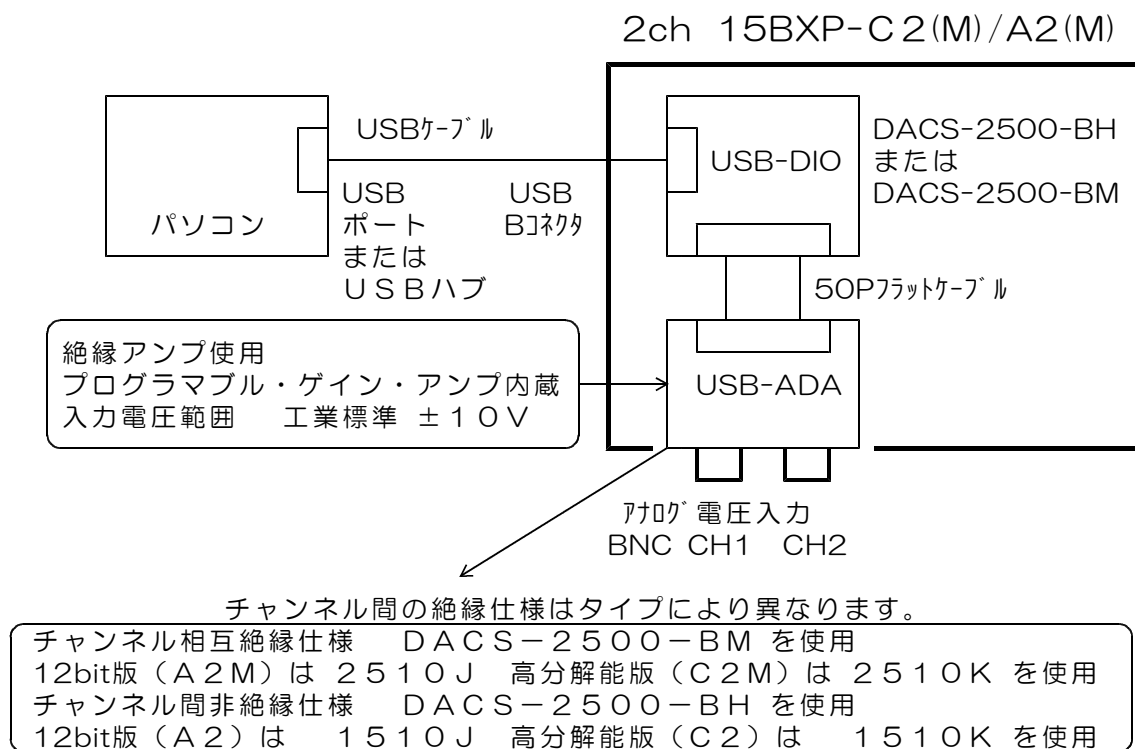 2ch 15BXP-C2(M)/A2(M)
USBｹｰﾌﾞﾙ
USB-DIO
DACS-2500-BH
または
DACS-2500-BM
パソコン
USB
ポート
または
ＵＳＢハブ
USB
Bｺﾈｸﾀ
50Pﾌﾗｯﾄｹｰﾌﾞﾙ
絶縁アンプ使用
プログラマブル・ゲイン・アンプ内蔵
入力電圧範囲　工業標準 ±１０Ｖ
USB-ADA
ｱﾅﾛｸﾞ電圧入力
BNC CH1 CH2
チャンネル間の絶縁仕様はタイプにより異なります。
チャンネル相互絶縁仕様　ＤＡＣＳ－２５００－ＢＭ を使用
12bit版（Ａ２Ｍ）は ２５１０Ｊ　高分解能版（Ｃ２Ｍ）は ２５１０Ｋ を使用
チャンネル間非絶縁仕様　ＤＡＣＳ－２５００－ＢＨ を使用
12bit版（Ａ２）は　１５１０Ｊ　高分解能版（Ｃ２）は　１５１０Ｋ を使用